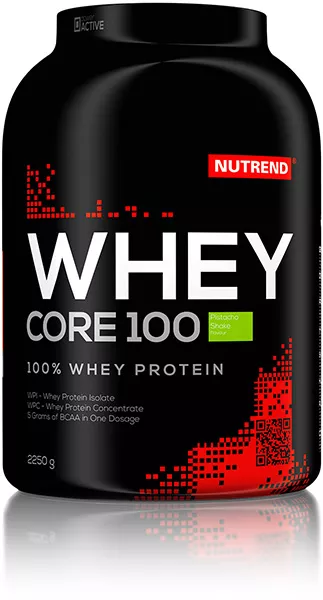 ACTIVE
NUTREND
WHEY
CORE 100
Pistachio
Shake
flavour
100% WHEY PROTEIN
WPI - Whey Protein Isolate
WPC - Whey Protein Concentrate
5 Grams of BCAA in One Dosage
2250 g